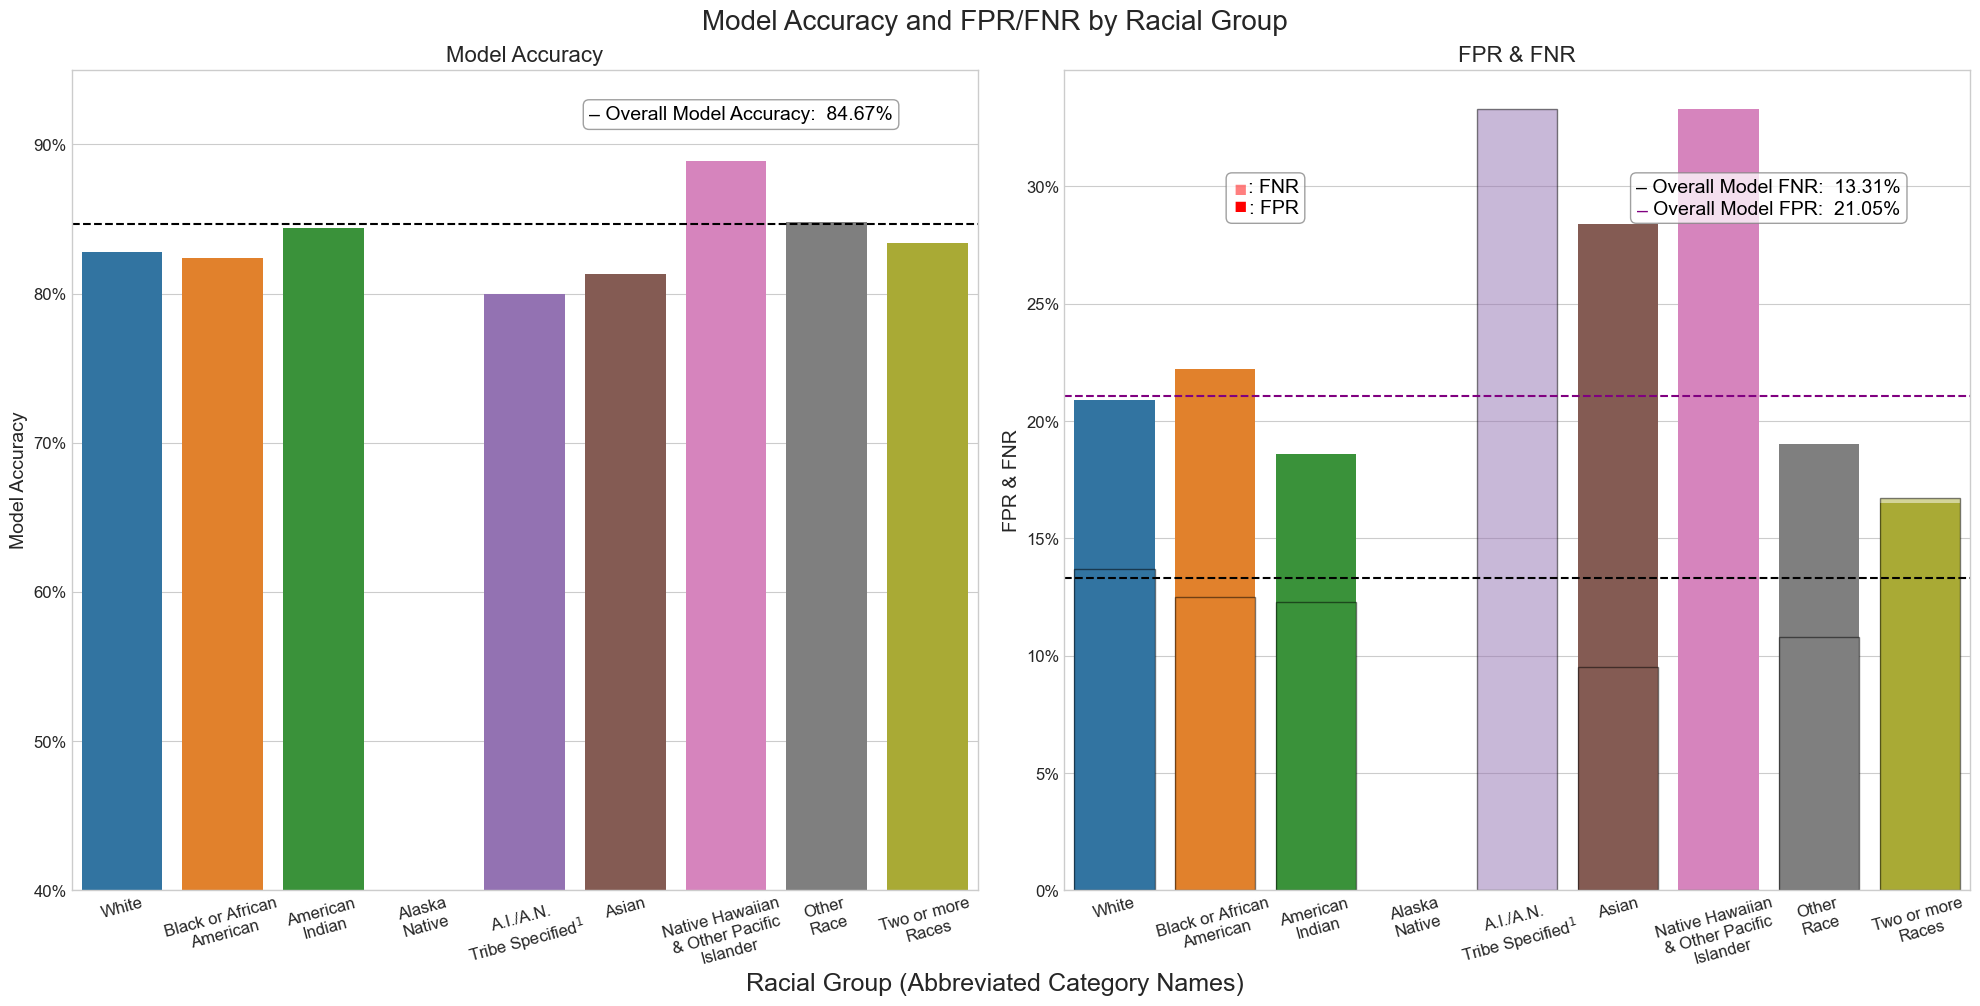 Model Accuracy and FPR/FNR by Racial Group
Model Accuracy
– Overall Model Accuracy:  84.67%
90%
80%
70%
60%
50%
40%
Model Accuracy
White
Black or African
American
American
Indian
Alaska
Native
A.I./A.N.
Tribe Specified¹
Asian
Native Hawaiian
& Other Pacific
Islander
Other
Race
Two or more
Races
FPR & FNR
■: FNR
■: FPR
– Overall Model FNR:  13.31%
– Overall Model FPR:  21.05%
30%
25%
20%
15%
10%
5%
0%
FPR & FNR
White
Black or African
American
American
Indian
Alaska
Native
A.I./A.N.
Tribe Specified¹
Asian
Native Hawaiian
& Other Pacific
Islander
Other
Race
Two or more
Races
Racial Group (Abbreviated Category Names)